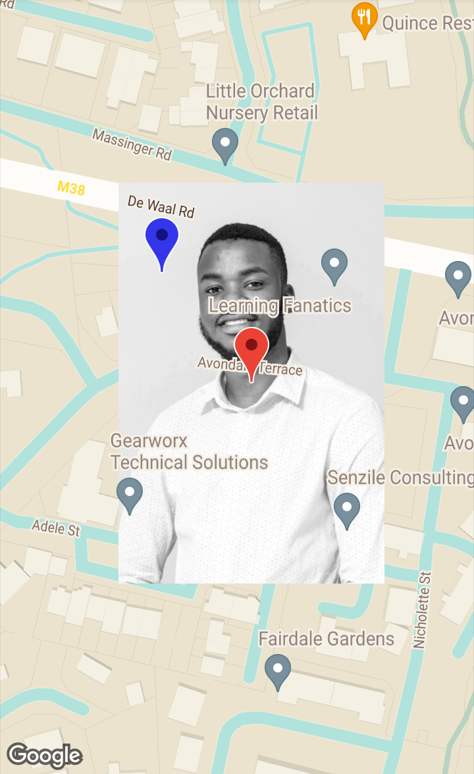 Rd
Quince Rest
Little Orchard
Nursery Retail
Massinger Rd
M38
De Waal Rd
Learning Fanatics
Avon
Avondale Terrace
Avo
Gearworx
Technical Solutions
Senzile Consulting
Adele St
Nicholette St
Fairdale Gardens
Google